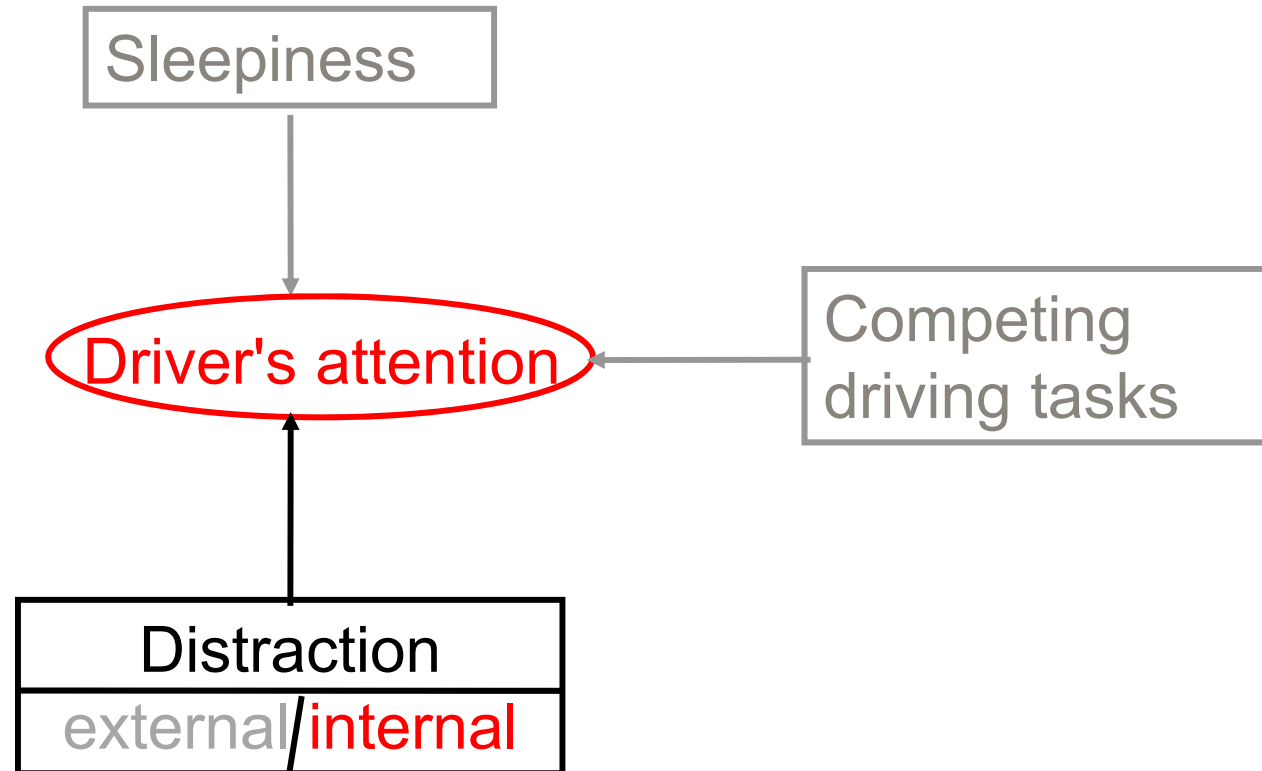 Sleepiness
Driver's attention
Competing
driving tasks
Distraction
external/internal